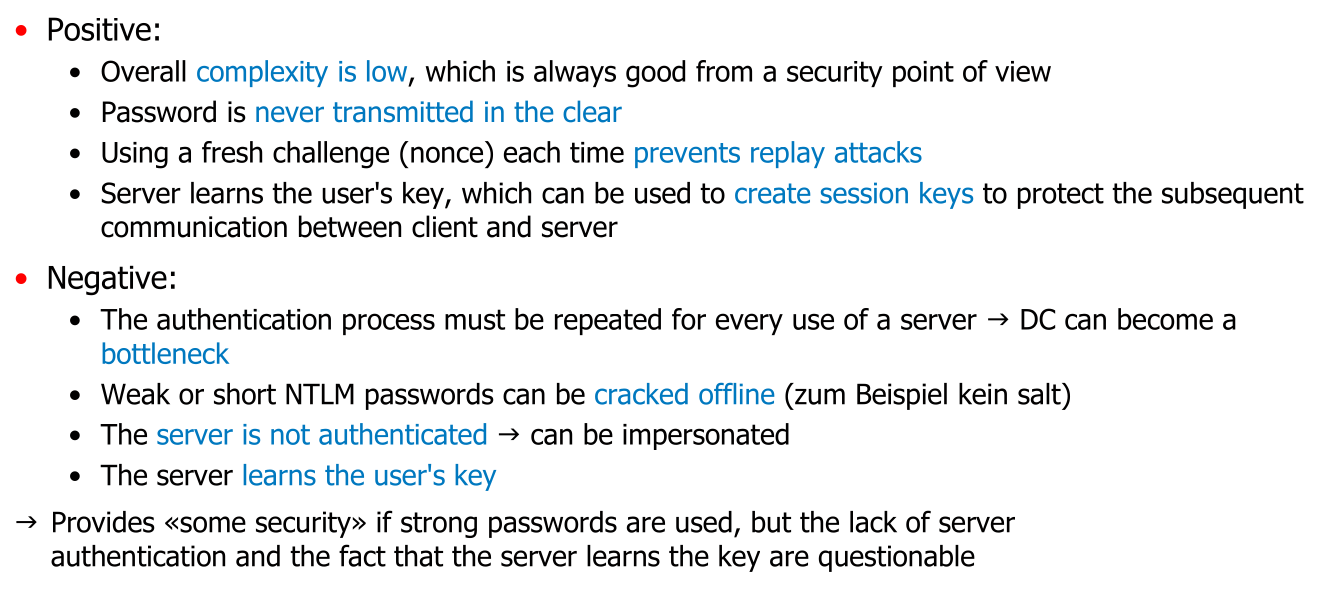 • Positive:
• Overall complexity is low, which is always good from a security point of view
• Password is never transmitted in the clear
• Using a fresh challenge (nonce) each time prevents replay attacks
• Server learns the user's key, which can be used to create session keys to protect the subsequent
communication between client and server
• Negative:
• The authentication process must be repeated for every use of a server → DC can become a
bottleneck
• Weak or short NTLM passwords can be cracked offline (zum Beispiel kein salt)
• The server is not authenticated → can be impersonated
• The server learns the user's key
→ Provides «some security» if strong passwords are used, but the lack of server
authentication and the fact that the server learns the key are questionable